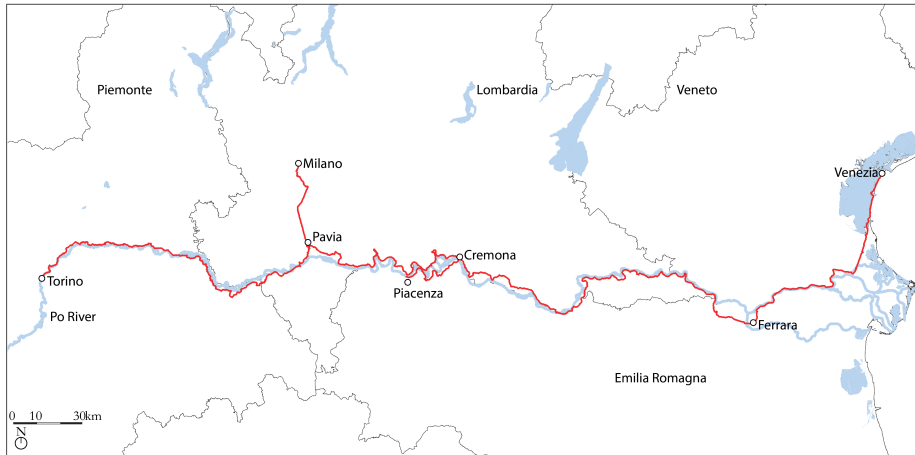 Piemonte
Lombardia
Veneto
Milano
Venezia
Pavia
Cremona
Torino
Piacenza
Po River
Ferrara
Emilia Romagna
0 10 30km
N